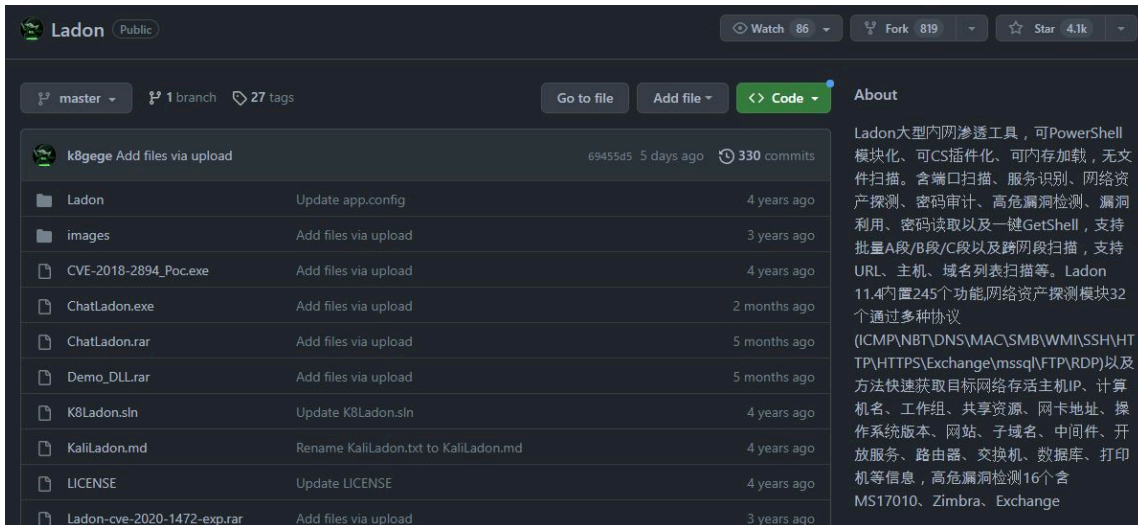 Ladon Public
Watch 86
Fork 819
Star 4.1k
master
1 branch
27 tags
Go to file
Add file
<> Code
k8gege Add files via upload
69455d5 5 days ago
330 commits
Ladon Update app.config 4 years ago
images Add files via upload 3 years ago
CVE-2018-2894_Poc.exe Add files via upload 4 years ago
ChatLadon.exe Add files via upload 2 months ago
ChatLadon.rar Add files via upload 5 months ago
Demo_DLL.rar Add files via upload 5 months ago
K8Ladon.sln Update K8Ladon.sln 4 years ago
KaliLadon.md Rename KaliLadon.txt to KaliLadon.md 4 years ago
LICENSE Update LICENSE 4 years ago
Ladon-cve-2020-1472-exp.rar Add files via upload 3 years ago
About
Ladon大型内网渗透工具，可PowerShell
模块化、可CS插件化、可内存加载，无文
件扫描。含端口扫描、服务识别、网络资
产探测、密码审计、高危漏洞检测、漏洞
利用、密码读取以及一键GetShell，支持
批量A段/B段/C段以及跨网段扫描，支持
URL、主机、域名列表扫描等。Ladon
11.4内置245个功能,网络资产探测模块32
个通过多种协议
(ICMP\NBT\DNS\MAC\SMB\WMI\SSH\HT
TP\HTTPS\Exchange\mssql\FTP\RDP)以及
方法快速获取目标网络存活主机IP、计算
机名、工作组、共享资源、网卡地址、操
作系统版本、网站、子域名、中间件、开
放服务、路由器、交换机、数据库、打印
机等信息，高危漏洞检测16个含
MS17010、Zimbra、Exchange